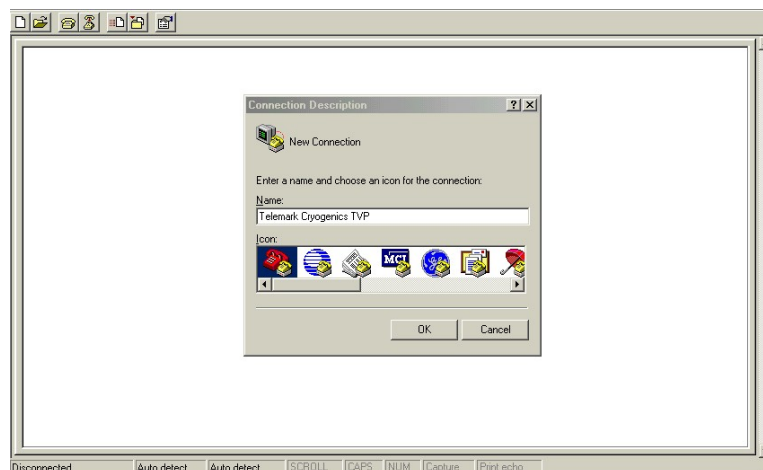 Connection Description
New Connection
Enter a name and choose an icon for the connection:
Name:
Telemark Cryogenics TVP
Icon:
MCI
OK Cancel
Disconnected Auto detect Auto detect SCROLL CAPS NUM Capture Print echo